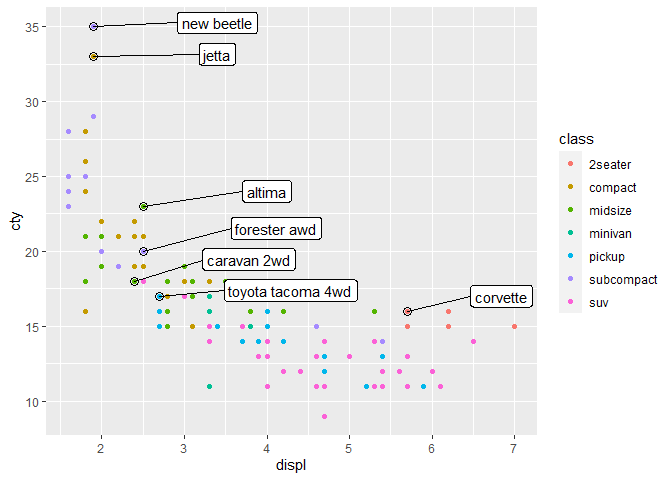 35
30
25
20
15
10
cty
new beetle
jetta
altima
forester awd
caravan 2wd
toyota tacoma 4wd
corvette
2
3
4
5
6
7
displ
class
2seater
compact
midsize
minivan
pickup
subcompact
suv